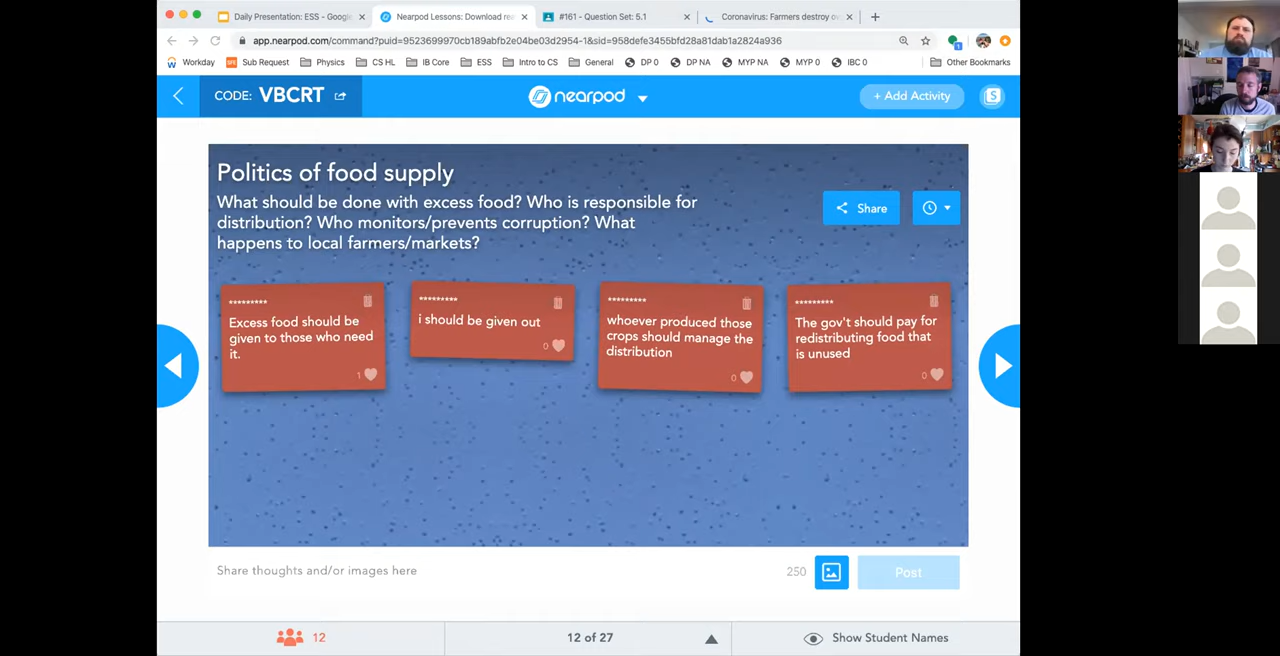 Daily Presentation: ESS - Google
Nearpod Lessons: Download rea
#161 - Question Set: 5.1
Coronavirus: Farmers destroy ov
app.nearpod.com/command?puid=9523699970cb189abfb2e04be03d2954-1&sid=958defe3455bfd28a81dab1a2824a936
Workday
Sub Request
Physics
CS HL
IB Core
ESS
Intro to CS
General
DP 0
DP NA
MYP NA
MYP 0
IBC 0
Other Bookmarks
CODE: VBCRT
nearpod
+ Add Activity
S
Politics of food supply
What should be done with excess food? Who is responsible for
distribution? Who monitors/prevents corruption? What
happens to local farmers/markets?
Share
*********
Excess food should be
given to those who need
it.
1
*********
i should be given out
0
*********
whoever produced those
crops should manage the
distribution
0
*********
The gov't should pay for
redistributing food that
is unused
0
Share thoughts and/or images here
250
Post
12
12 of 27
Show Student Names